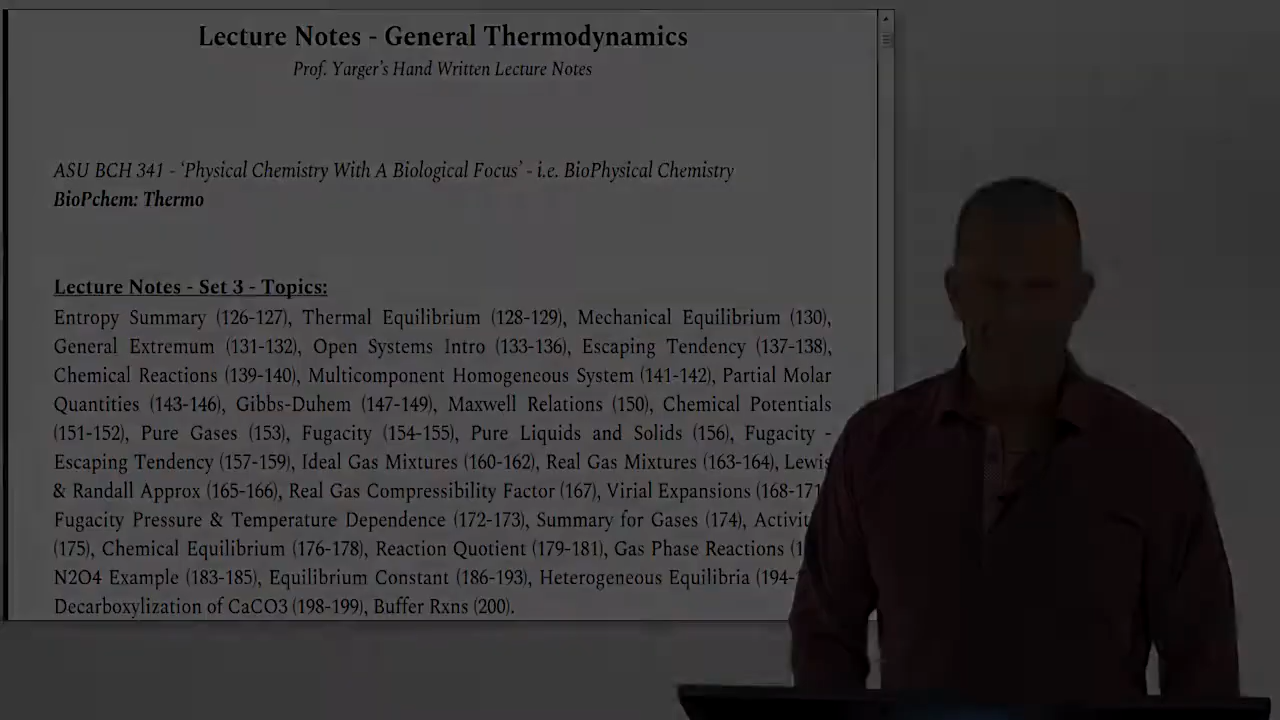 Lecture Notes - General Thermodynamics
Prof. Yarger's Hand Written Lecture Notes
ASU BCH 341 - 'Physical Chemistry With A Biological Focus' - i.e. BioPhysical Chemistry
BioPchem: Thermo
Lecture Notes - Set 3 - Topics:
Entropy Summary (126-127), Thermal Equilibrium (128-129), Mechanical Equilibrium (130),
General Extremum (131-132), Open Systems Intro (133-136), Escaping Tendency (137-138),
Chemical Reactions (139-140), Multicomponent Homogeneous System (141-142), Partial Molar
Quantities (143-146), Gibbs-Duhem (147-149), Maxwell Relations (150), Chemical Potentials
(151-152), Pure Gases (153), Fugacity (154-155), Pure Liquids and Solids (156), Fugacity -
Escaping Tendency (157-159), Ideal Gas Mixtures (160-162), Real Gas Mixtures (163-164), Lewis
& Randall Approx (165-166), Real Gas Compressibility Factor (167), Virial Expansions (168-171
Fugacity Pressure & Temperature Dependence (172-173), Summary for Gases (174),
(175), Chemical Equilibrium (176-178), Reaction Quotient (179-181), Gas Phase Reactions
N2O4 Example (183-185), Equilibrium Constant (186-193), Heterogeneous Equilibria (194-
Decarboxylization of CaCO3 (198-199), Buffer Rxns (200).